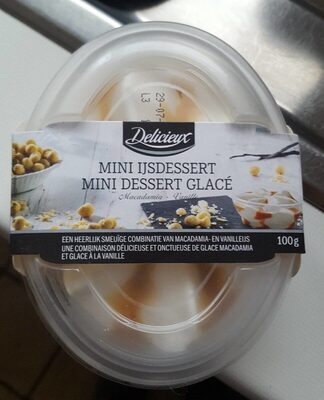 29-07-
L3
Delicieux
MINI IJSDESSERT
MINI DESSERT GLACÉ
Macadamia - Vanille
EEN HEERLIJK SMEUÏGE COMBINATIE VAN MACADAMIA- EN VANILLEIJS
UNE COMBINAISON DÉLICIEUSE ET ONCTUEUSE DE GLACE MACADAMIA
ET GLACE À LA VANILLE
100g